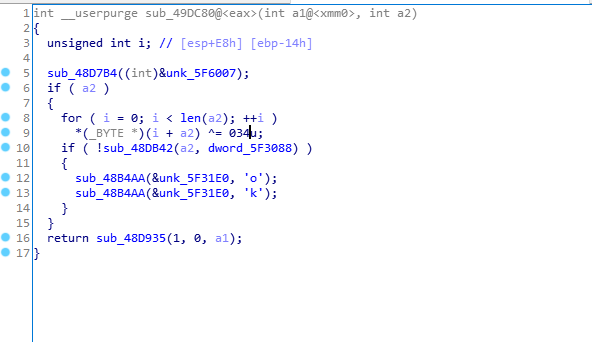 1 int __userpurge sub_49DC80@<eax>(int a1@<xmm0>, int a2)
2 {
3 unsigned int i; // [esp+E8h] [ebp-14h]
4
5 sub_48D7B4((int)&unk_5F6007);
6 if ( a2 )
7 {
8 for ( i = 0; i < len(a2); ++i )
9 *(_BYTE *)(i + a2) ^= 034u;
10 if ( !sub_48DB42(a2, dword_5F3088) )
11 {
12 sub_48B4AA(&unk_5F31E0, 'o');
13 sub_48B4AA(&unk_5F31E0, 'k');
14 }
15 }
16 return sub_48D935(1, 0, a1);
17 }